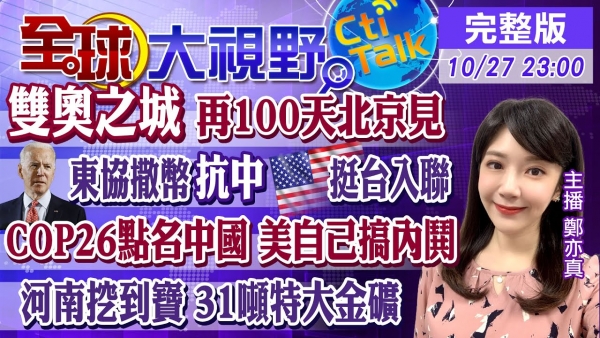 全球大視野
Cti Talk
完整版
10/27 23:00
雙奧之城 再100天北京見
東協撒幣 抗中 挺台入聯
COP26點名中國 美自己搞內鬨
河南挖到寶 31噸特大金礦
主播 鄭亦真